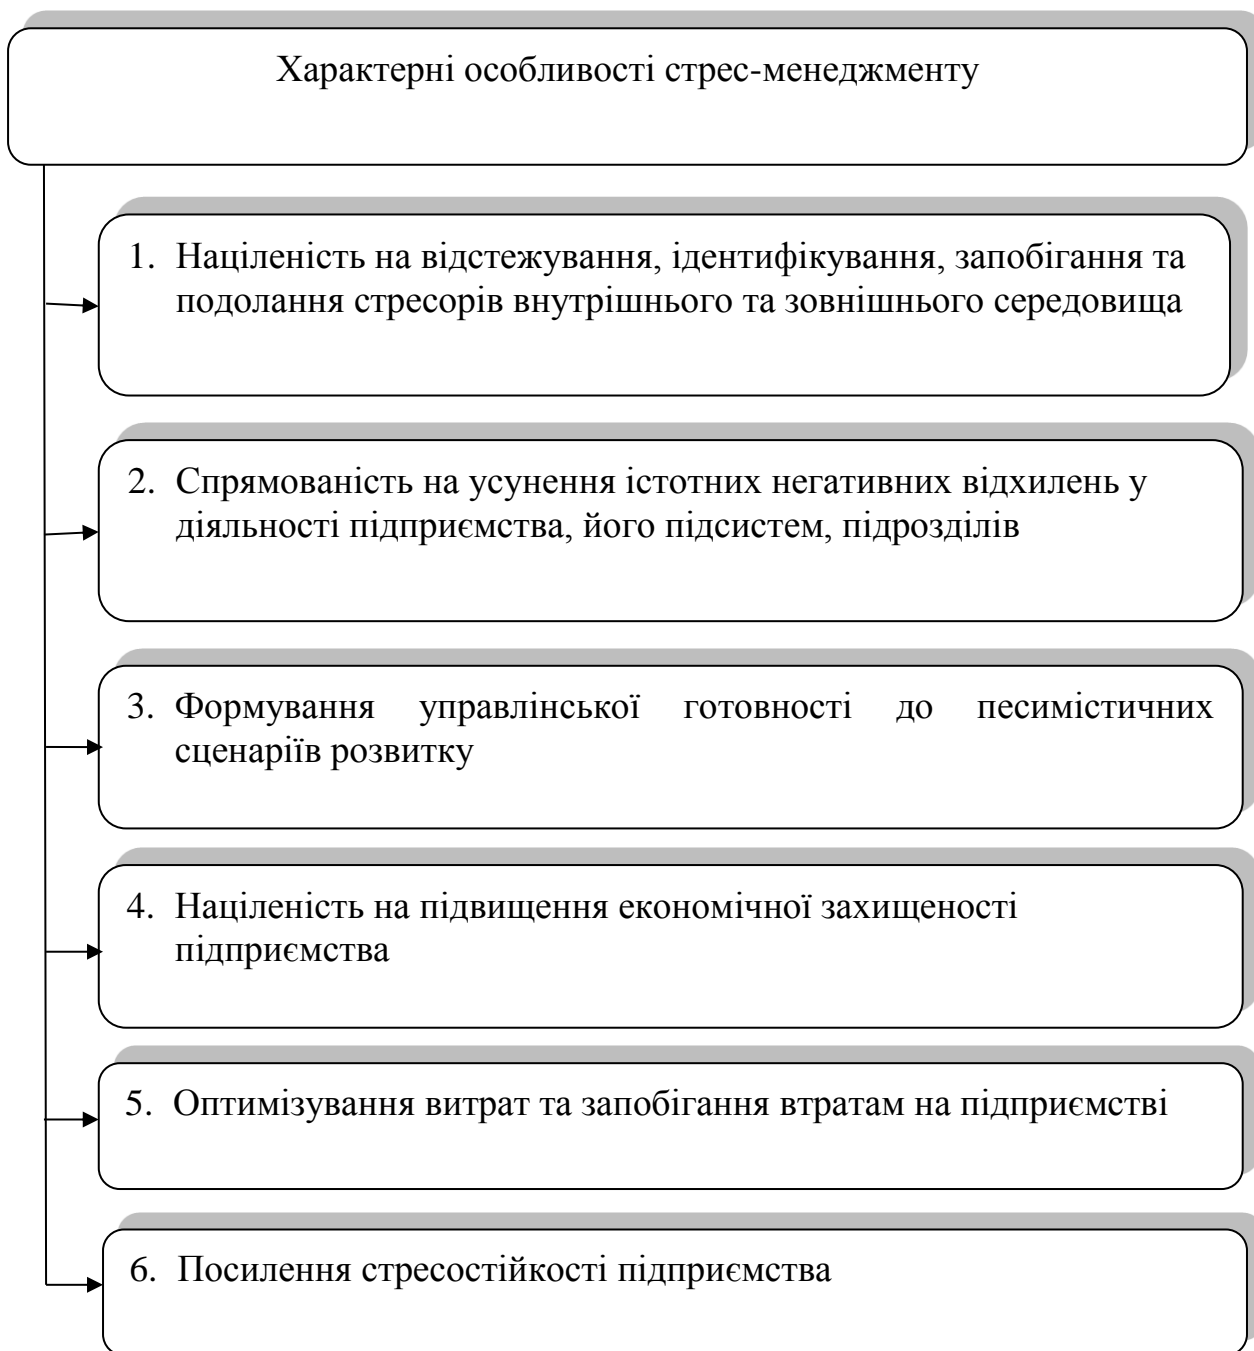 Характерні особливості стрес-менеджменту
1. Націленість на відстежування, ідентифікування, запобігання та
подолання стресорів внутрішнього та зовнішнього середовища
2. Спрямованість на усунення істотних негативних відхилень у
діяльності підприємства, його підсистем, підрозділів
3. Формування управлінської готовності до песимістичних
сценаріїв розвитку
4. Націленість на підвищення економічної захищеності
підприємства
5. Оптимізування витрат та запобігання втратам на підприємстві
6. Посилення стресостійкості підприємства